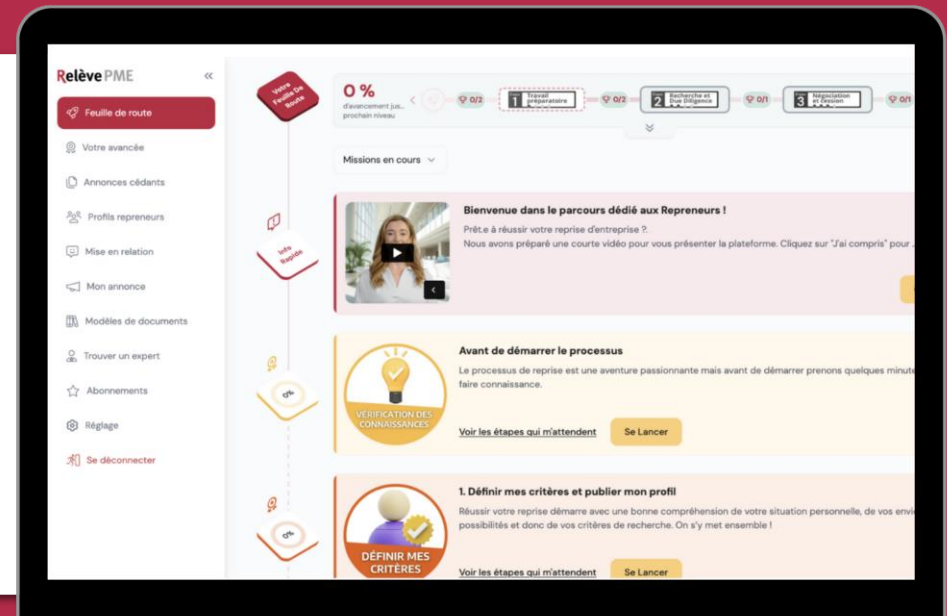 Relève PME
«
Feuille de route
Votre avancée
Annonces cédants
Profils repreneurs
Mise en relation
Mon annonce
Modèles de documents
Trouver un expert
Abonnements
Réglage
Se déconnecter
Votre
Feuille De
Route
0 %
d'avancement jus...
prochain niveau
0/2
1 Travail
préparatoire
0/2
2 Recherche et
Due Diligence
0/1
3 Négociation
et Cession
0/1
Missions en cours
Info
Rapide
Bienvenue dans le parcours dédié aux Repreneurs !
Prêt.e à réussir votre reprise d'entreprise ?.
Nous avons préparé une courte vidéo pour vous présenter la plateforme. Cliquez sur "J'ai compris" pour
0%
VÉRIFICATION DES
CONNAISSANCES
Avant de démarrer le processus
Le processus de reprise est une aventure passionnante mais avant de démarrer prenons quelques
faire connaissance.
Voir les étapes qui m'attendent
Se Lancer
0%
DÉFINIR MES
CRITÈRES
1. Définir mes critères et publier mon profil
Réussir votre reprise démarre avec une bonne compréhension de votre situation personnelle, de vos
possibilités et donc de vos critères de recherche. On s'y met ensemble !
Voir les étapes qui m'attendent
Se Lancer